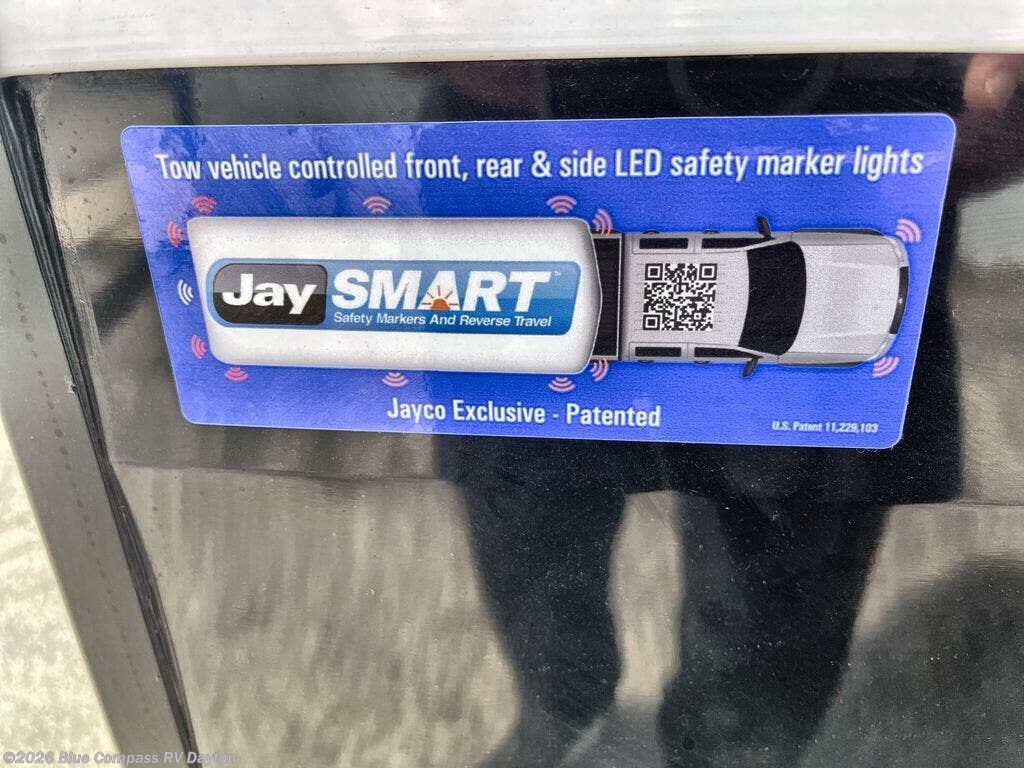 Tow vehicle controlled front, rear & side LED safety marker lights
Jay SMART™
Safety Markers And Reverse Travel
Jayco Exclusive - Patented
U.S. Patent 11,229,103
©2026 Blue Compass RV Dayton